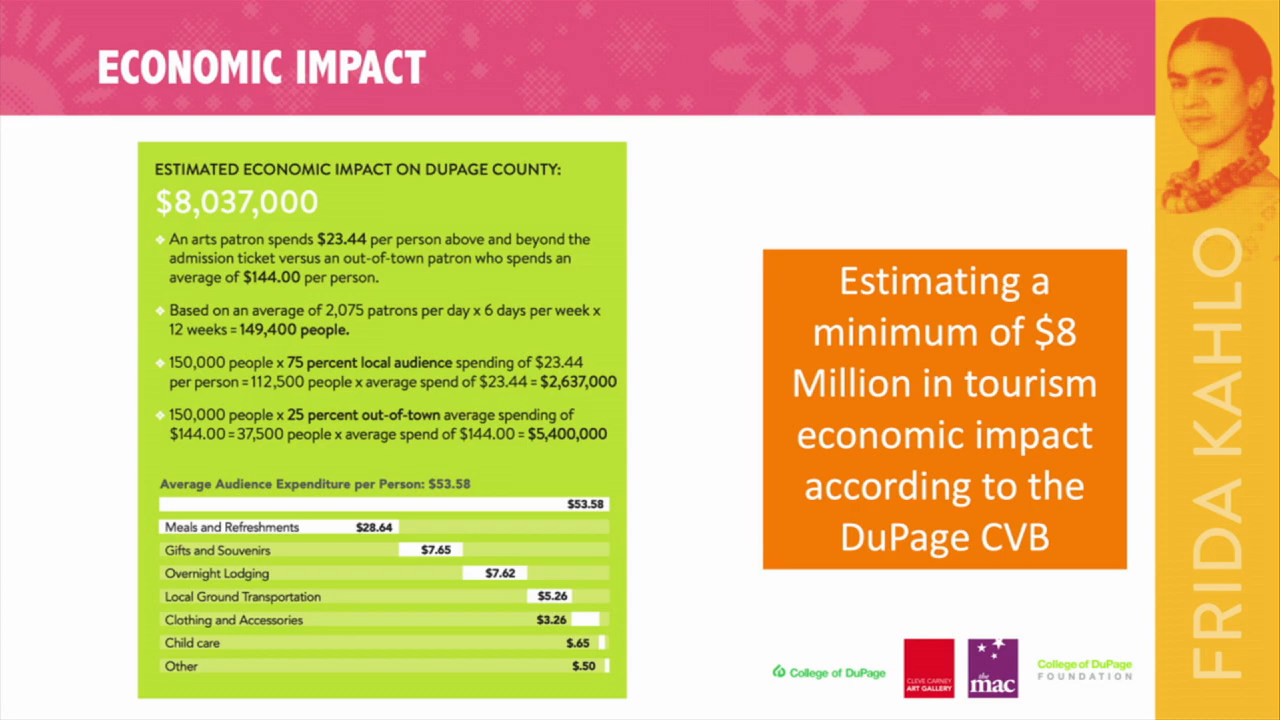 ECONOMIC IMPACT
ESTIMATED ECONOMIC IMPACT ON DUPAGE COUNTY:
$8,037,000
An arts patron spends $23.44 per person above and beyond the
admission ticket versus an out-of-town patron who spends an
average of $144.00 per person.
Based on an average of 2,075 patrons per day x 6 days per week x
12 weeks = 149,400 people.
150,000 people x 75 percent local audience spending of $23.44
per person = 112,500 people x average spend of $23.44 = $2,637,000
150,000 people x 25 percent out-of-town average spending of
$144.00 = 37,500 people x average spend of $144.00 = $5,400,000
Average Audience Expenditure per Person: $53.58
$53.58
Meals and Refreshments $28.64
Gifts and Souvenirs $7.65
Overnight Lodging $7.62
Local Ground Transportation $5.26
Clothing and Accessories $3.26
Child care $.65
Other $.50
Estimating a
minimum of $8
Million in tourism
economic impact
according to the
DuPage CVB
College of DuPage
CLEVE CARNEY
ART GALLERY
the
mac
College of DuPage
FOUNDATION
FRIDA KAHLO